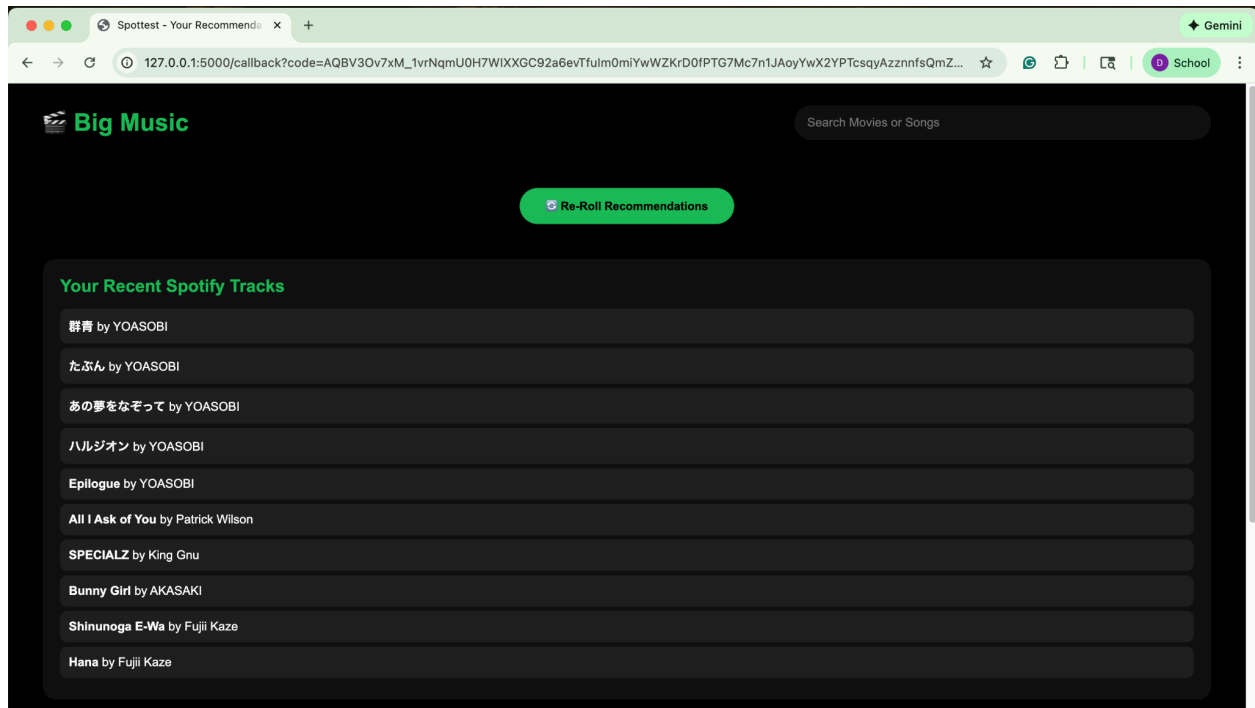 Spottest - Your Recommenda
Gemini
127.0.0.1:5000/callback?code=AQBV3Ov7xM_1vrNqmU0H7WIXXGC92a6evTfulm0miYwWZKrD0fPTG7Mc7n1JAoyYwX2YPTcsqyAzznnfsQmZ...
D School
Big Music
Search Movies or Songs
Re-Roll Recommendations
Your Recent Spotify Tracks
群青 by YOASOBI
たぶん by YOASOBI
あの夢をなぞって by YOASOBI
ハルジオン by YOASOBI
Epilogue by YOASOBI
All I Ask of You by Patrick Wilson
SPECIALZ by King Gnu
Bunny Girl by AKASAKI
Shinunoga E-Wa by Fujii Kaze
Hana by Fujii Kaze